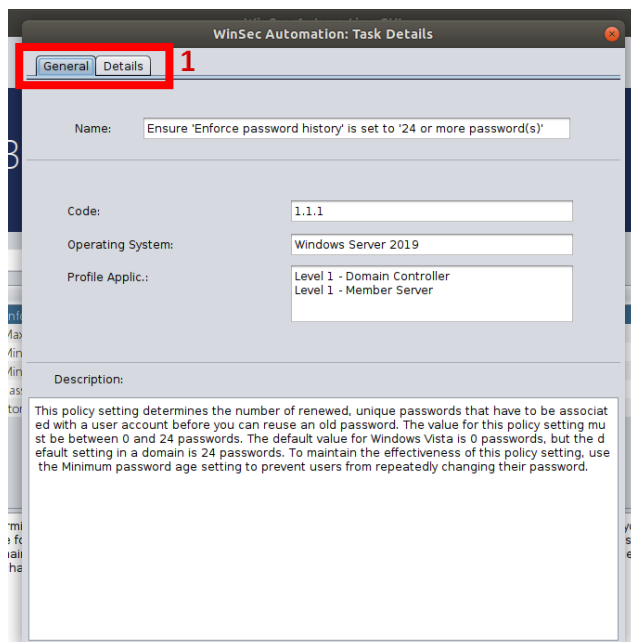 WinSec Automation: Task Details
General Details 1
Name: Ensure 'Enforce password history' is set to '24 or more password(s)'
Code: 1.1.1
Operating System: Windows Server 2019
Profile Applic.: Level 1 - Domain Controller
Level 1 - Member Server
Description:
This policy setting determines the number of renewed, unique passwords that have to be associat
ed with a user account before you can reuse an old password. The value for this policy setting mu
st be between 0 and 24 passwords. The default value for Windows Vista is 0 passwords, but the d
efault setting in a domain is 24 passwords. To maintain the effectiveness of this policy setting, use
the Minimum password age setting to prevent users from repeatedly changing their password.